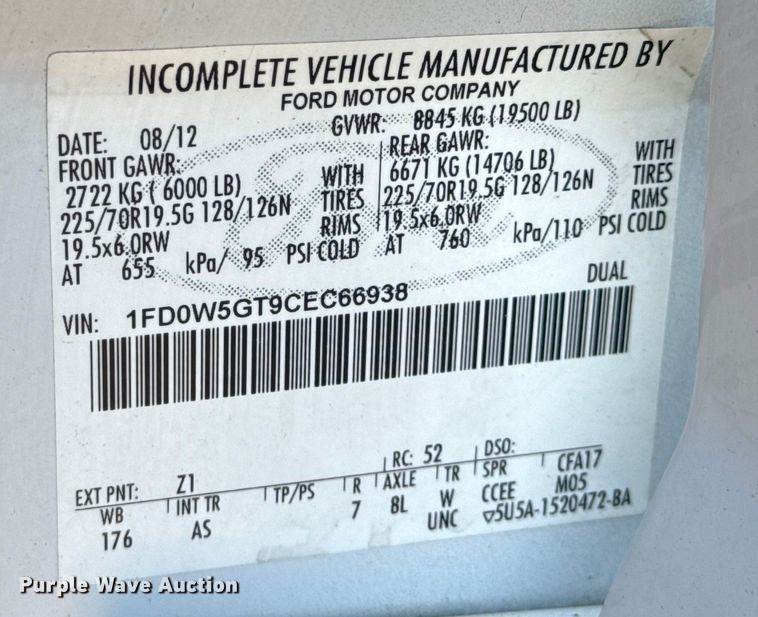 INCOMPLETE VEHICLE MANUFACTURED BY
FORD MOTOR COMPANY
DATE: 08/12 GVWR: 8845 KG (19500 LB)
FRONT GAWR: REAR GAWR:
2722 KG ( 6000 LB) WITH 6671 KG (14706 LB) WITH
225/70R19.5G 128/126N TIRES 225/70R19.5G 128/126N TIRES
19.5x6.0RW RIMS 19.5x6.0RW RIMS
AT 655 kPa/ 95 PSI COLD AT 760 kPa/110 PSI COLD
DUAL
VIN: 1FD0W5GT9CEC66938
EXT PNT: Z1 RC: 52 DSO:
WB INT TR TP/PS R AXLE TR SPR CFA17
176 AS 7 8L W CCEE M05
UNC ▽5U5A-1520472-BA
Purple Wave Auction